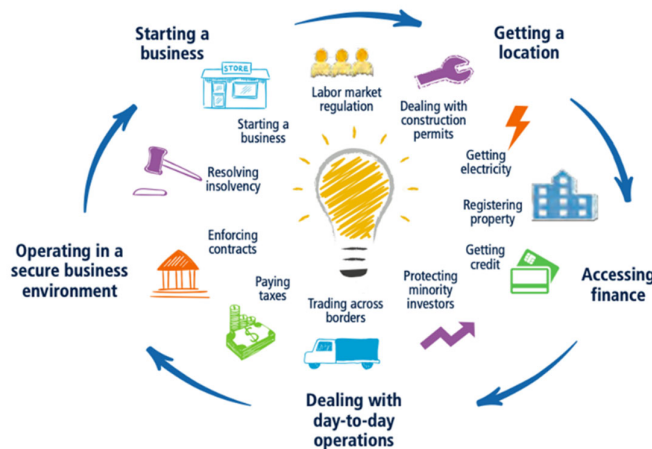 Starting a
business
Getting a
location
STORE
Labor market
regulation
Dealing with
construction
permits
Starting a
business
Getting
electricity
Resolving
insolvency
Registering
property
Enforcing
contracts
Getting
credit
Operating in a
secure business
environment
Accessing
finance
Paying
taxes
Protecting
minority
investors
Trading across
borders
Dealing with
day-to-day
operations